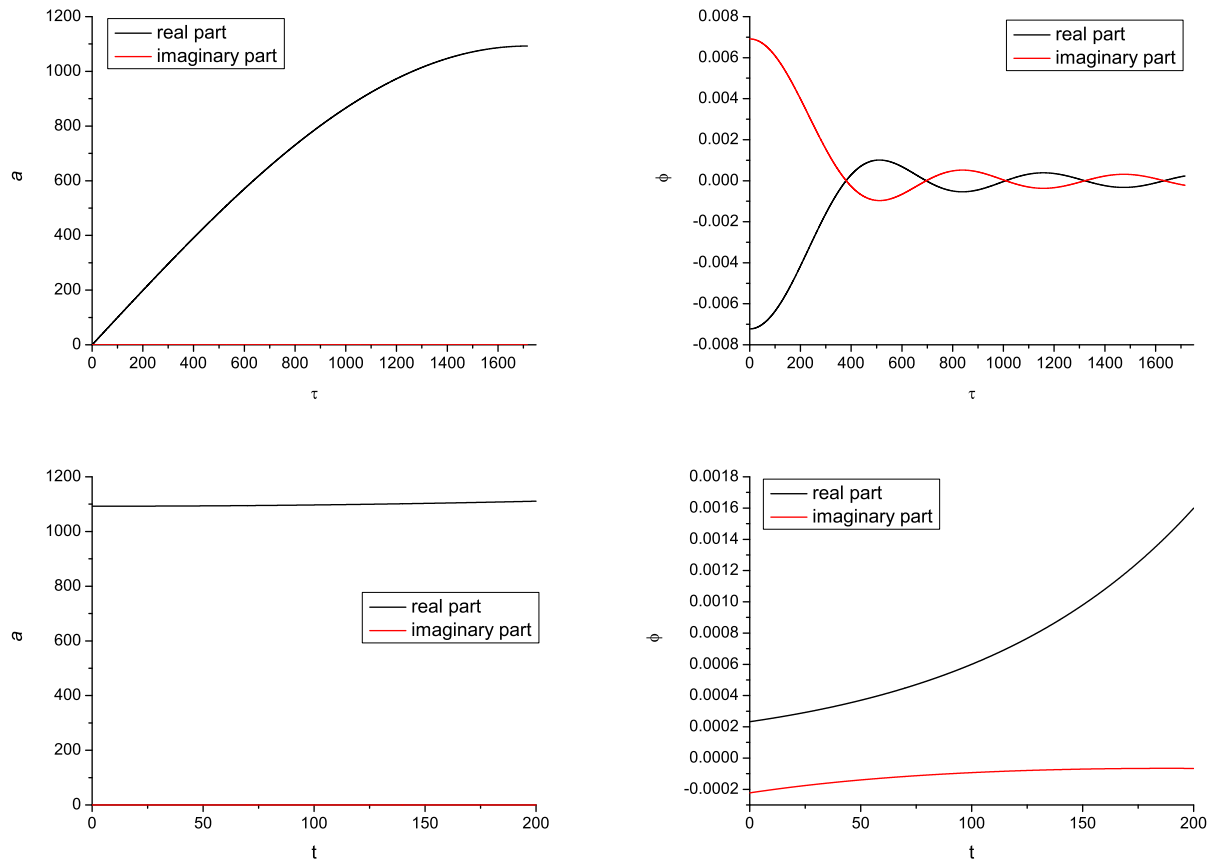 1200
1000
800
600
400
200
0
a
real part
imaginary part
0 200 400 600 800 1000 1200 1400 1600
τ
0.008
0.006
0.004
0.002
0.000
-0.002
-0.004
-0.006
-0.008
ϕ
real part
imaginary part
0 200 400 600 800 1000 1200 1400 1600
τ
1200
1000
800
600
400
200
0
a
real part
imaginary part
0 50 100 150 200
t
0.0018
0.0016
0.0014
0.0012
0.0010
0.0008
0.0006
0.0004
0.0002
0.0000
-0.0002
ϕ
real part
imaginary part
0 50 100 150 200
t